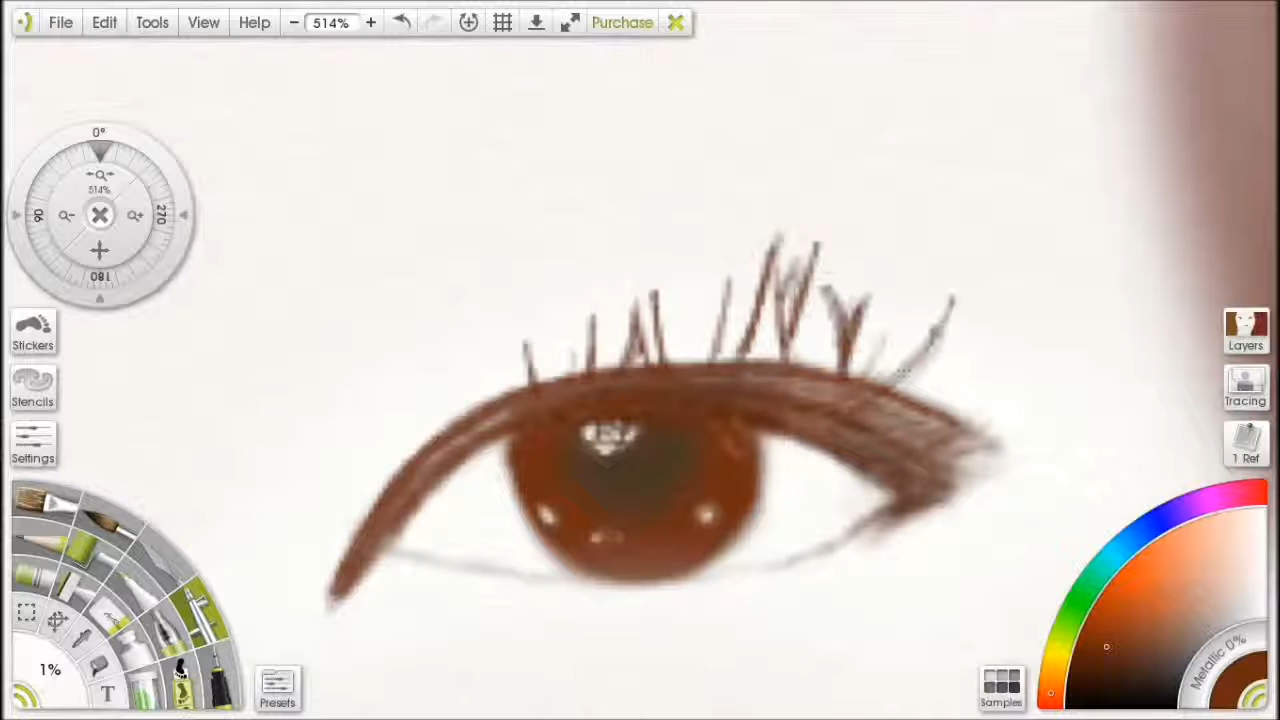 File Edit Tools View Help − 514% + Purchase
0°
514%
90
270
180
Stickers
Stencils
Settings
Layers
Tracing
1 Ref
1%
T
Presets
Samples
Metallic 0%